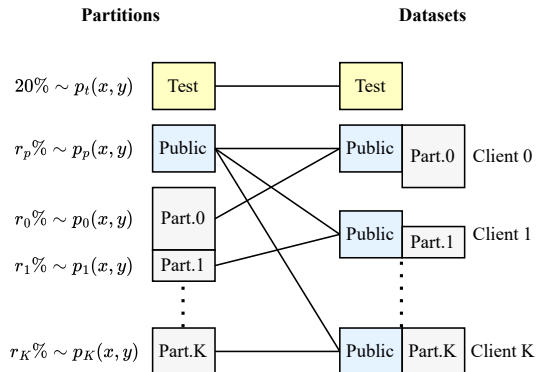 Partitions Datasets
20% ∼ p_t(x, y) Test Test
r_p% ∼ p_p(x, y) Public Public Part.0 Client 0
r_0% ∼ p_0(x, y) Part.0
Public Part.1 Client 1
r_1% ∼ p_1(x, y) Part.1
r_K% ∼ p_K(x, y) Part.K Public Part.K Client K